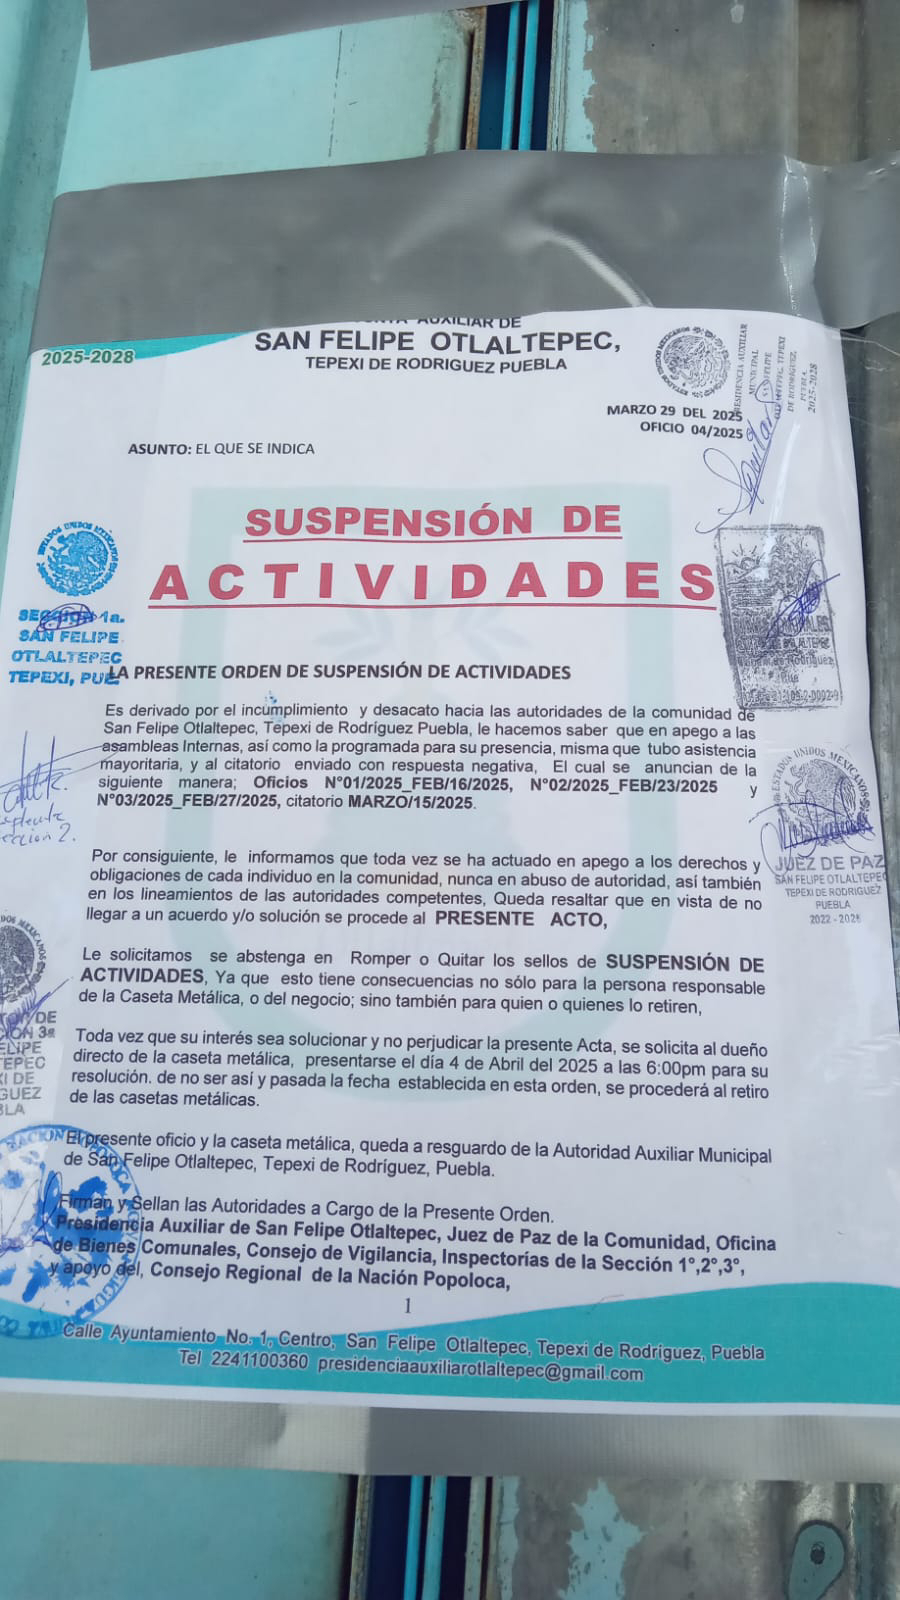 AUXILIAR DE
SAN FELIPE OTLALTEPEC,
TEPEXI DE RODRIGUEZ PUEBLA
2025-2028
MARZO 29 DEL 2025
OFICIO 04/2025
ASUNTO: EL QUE SE INDICA
SUSPENSIÓN DE
ACTIVIDADES
ESTADOS UNIDOS MEXICANOS
SECCION 1a.
SAN FELIPE
OTLALTEPEC
TEPEXI, PUE.
LA PRESENTE ORDEN DE SUSPENSIÓN DE ACTIVIDADES
Es derivado por el incumplimiento y desacato hacia las autoridades de la comunidad de
San Felipe Otlaltepec, Tepexi de Rodríguez Puebla, le hacemos saber que en apego a las
asambleas Internas, así como la programada para su presencia, misma que tubo asistencia
mayoritaria, y al citatorio enviado con respuesta negativa, El cual se anuncian de la
siguiente manera; Oficios N°01/2025_FEB/16/2025, N°02/2025_FEB/23/2025 y
N°03/2025_FEB/27/2025, citatorio MARZO/15/2025.
Por consiguiente, le informamos que toda vez se ha actuado en apego a los derechos y
obligaciones de cada individuo en la comunidad, nunca en abuso de autoridad, así también
en los lineamientos de las autoridades competentes, Queda resaltar que en vista de no
llegar a un acuerdo y/o solución se procede al PRESENTE ACTO,
ESTADOS UNIDOS MEXICANOS
JUEZ DE PAZ
SAN FELIPE OTLALTEPEC
TEPEXI DE RODRIGUEZ
PUEBLA
2022 - 2028
Le solicitamos se abstenga en Romper o Quitar los sellos de SUSPENSIÓN DE
ACTIVIDADES, Ya que esto tiene consecuencias no sólo para la persona responsable
de la Caseta Metálica, o del negocio; sino también para quien o quienes lo retiren,
Toda vez que su interés sea solucionar y no perjudicar la presente Acta, se solicita al dueño
directo de la caseta metálica, presentarse el día 4 de Abril del 2025 a las 6:00pm para su
resolución. de no ser así y pasada la fecha establecida en esta orden, se procederá al retiro
de las casetas metálicas.
El presente oficio y la caseta metálica, queda a resguardo de la Autoridad Auxiliar Municipal
de San Felipe Otlaltepec, Tepexi de Rodríguez, Puebla.
Firman y Sellan las Autoridades a Cargo de la Presente Orden.
Presidencia Auxiliar de San Felipe Otlaltepec, Juez de Paz de la Comunidad, Oficina
de Bienes Comunales, Consejo de Vigilancia, Inspectorías de la Sección 1°,2°,3°,
y apoyo del, Consejo Regional de la Nación Popoloca,
1
Calle Ayuntamiento No. 1, Centro, San Felipe Otlaltepec, Tepexi de Rodríguez, Puebla
Tel 2241100360 presidenciaauxiliarotlaltepec@gmail.com